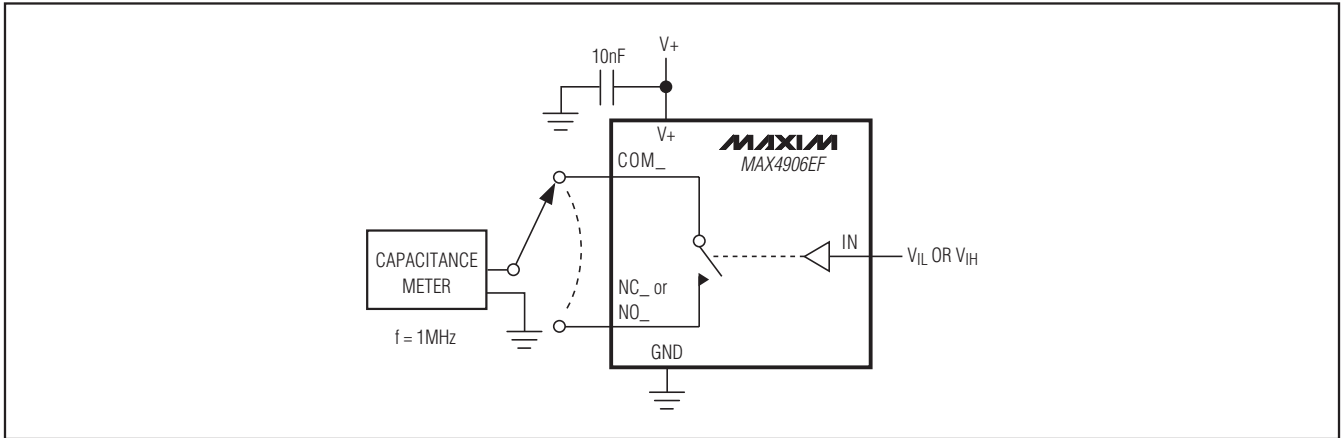 V+
10nF
V+
MAXIM
MAX4906EF
COM_
IN
VIL OR VIH
CAPACITANCE
METER
NC_ or
NO_
f = 1MHz
GND